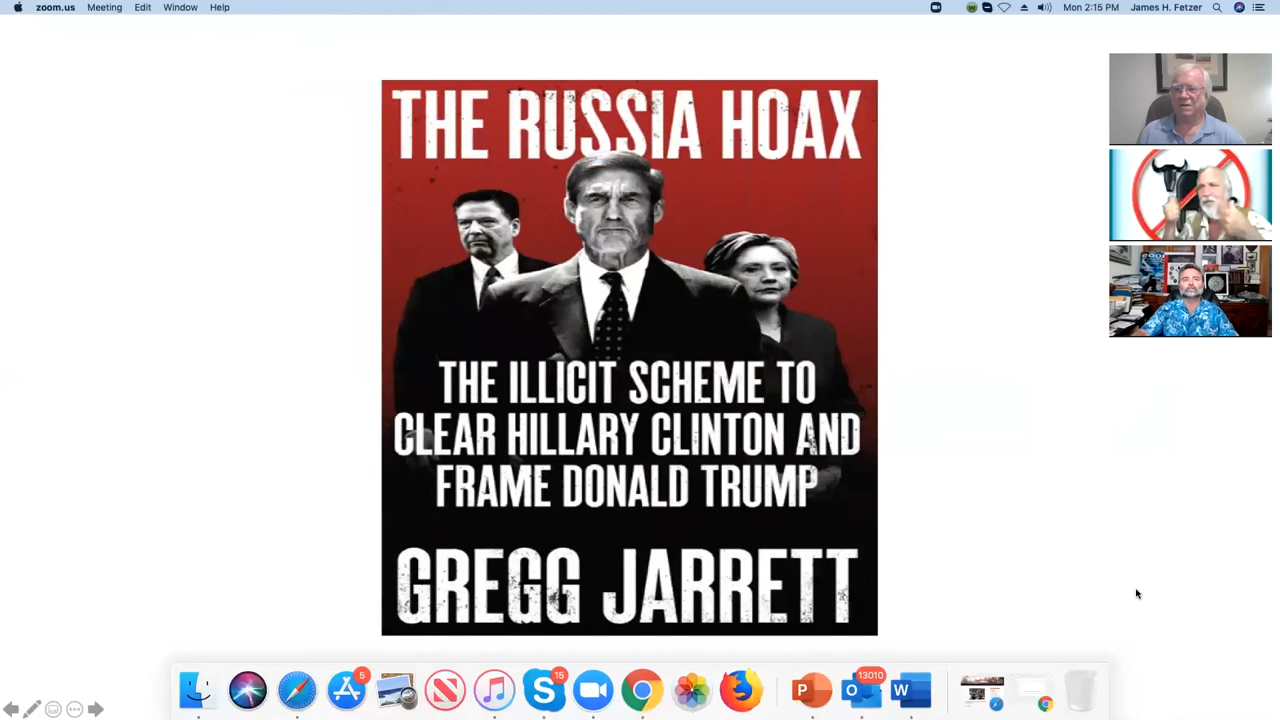 zoom.us Meeting Edit Window Help
Mon 2:15 PM James H. Fetzer
THE RUSSIA HOAX
THE ILLICIT SCHEME TO
CLEAR HILLARY CLINTON AND
FRAME DONALD TRUMP
GREGG JARRETT
5
15
13010